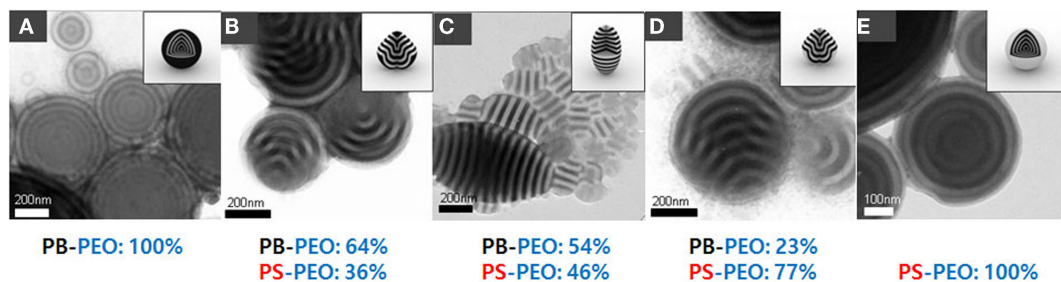 A B C D E
200nm 200nm 200nm 200nm 100nm
PB-PEO: 100% PB-PEO: 64% PB-PEO: 54% PB-PEO: 23%
PS-PEO: 36% PS-PEO: 46% PS-PEO: 77% PS-PEO: 100%